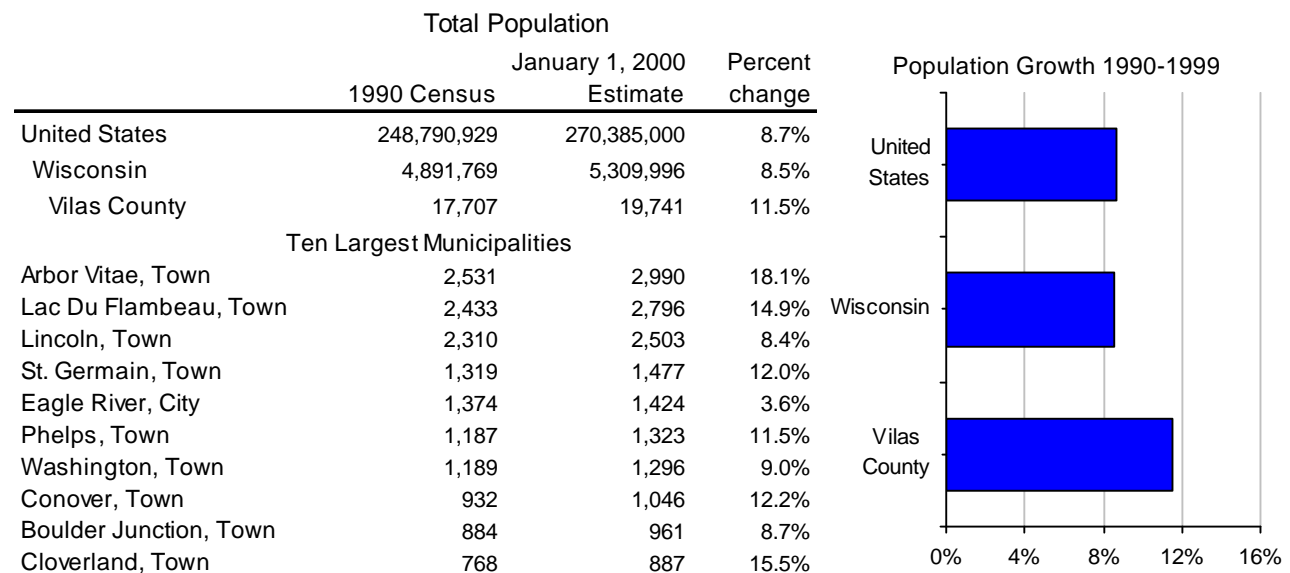 Total Population
January 1, 2000 Percent
1990 Census Estimate change
United States 248,790,929 270,385,000 8.7%
Wisconsin 4,891,769 5,309,996 8.5%
Vilas County 17,707 19,741 11.5%
Ten Largest Municipalities
Arbor Vitae, Town 2,531 2,990 18.1%
Lac Du Flambeau, Town 2,433 2,796 14.9%
Lincoln, Town 2,310 2,503 8.4%
St. Germain, Town 1,319 1,477 12.0%
Eagle River, City 1,374 1,424 3.6%
Phelps, Town 1,187 1,323 11.5%
Washington, Town 1,189 1,296 9.0%
Conover, Town 932 1,046 12.2%
Boulder Junction, Town 884 961 8.7%
Cloverland, Town 768 887 15.5%
Population Growth 1990-1999
United
States
Wisconsin
Vilas
County
0% 4% 8% 12% 16%